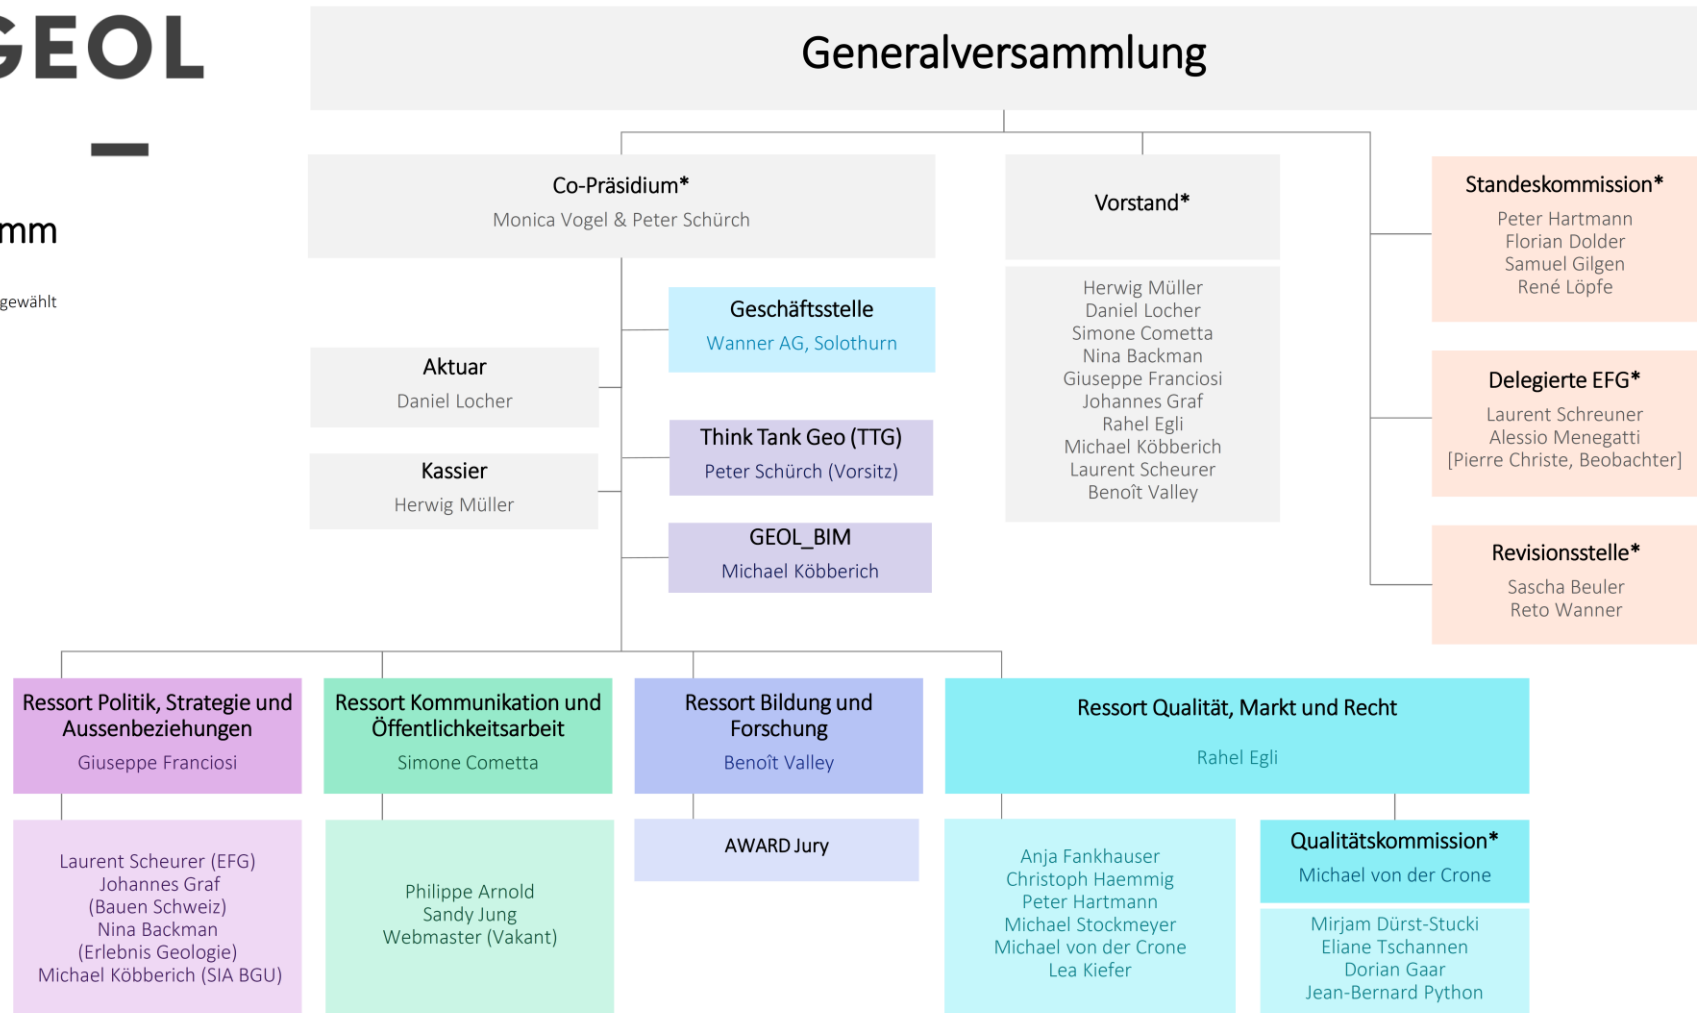 GEOL
mm
gewählt
Generalversammlung
Co-Präsidium*
Monica Vogel & Peter Schürch
Vorstand*
Herwig Müller
Daniel Locher
Simone Cometta
Nina Backman
Giuseppe Franciosi
Johannes Graf
Rahel Egli
Michael Köbberich
Laurent Scheurer
Benoît Valley
Standeskommission*
Peter Hartmann
Florian Dolder
Samuel Gilgen
René Löpfe
Delegierte EFG*
Laurent Schreuner
Alessio Menegatti
[Pierre Christe, Beobachter]
Revisionsstelle*
Sascha Beuler
Reto Wanner
Geschäftsstelle
Wanner AG, Solothurn
Aktuar
Daniel Locher
Think Tank Geo (TTG)
Peter Schürch (Vorsitz)
Kassier
Herwig Müller
GEOL_BIM
Michael Köbberich
Ressort Politik, Strategie und
Aussenbeziehungen
Giuseppe Franciosi
Laurent Scheurer (EFG)
Johannes Graf
(Bauen Schweiz)
Nina Backman
(Erlebnis Geologie)
Michael Köbberich (SIA BGU)
Ressort Kommunikation und
Öffentlichkeitsarbeit
Simone Cometta
Philippe Arnold
Sandy Jung
Webmaster (Vakant)
Ressort Bildung und
Forschung
Benoît Valley
AWARD Jury
Ressort Qualität, Markt und Recht
Rahel Egli
Anja Fankhauser
Christoph Haemmig
Peter Hartmann
Michael Stockmeyer
Michael von der Crone
Lea Kiefer
Qualitätskommission*
Michael von der Crone
Mirjam Dürst-Stucki
Eliane Tschannen
Dorian Gaar
Jean-Bernard Python